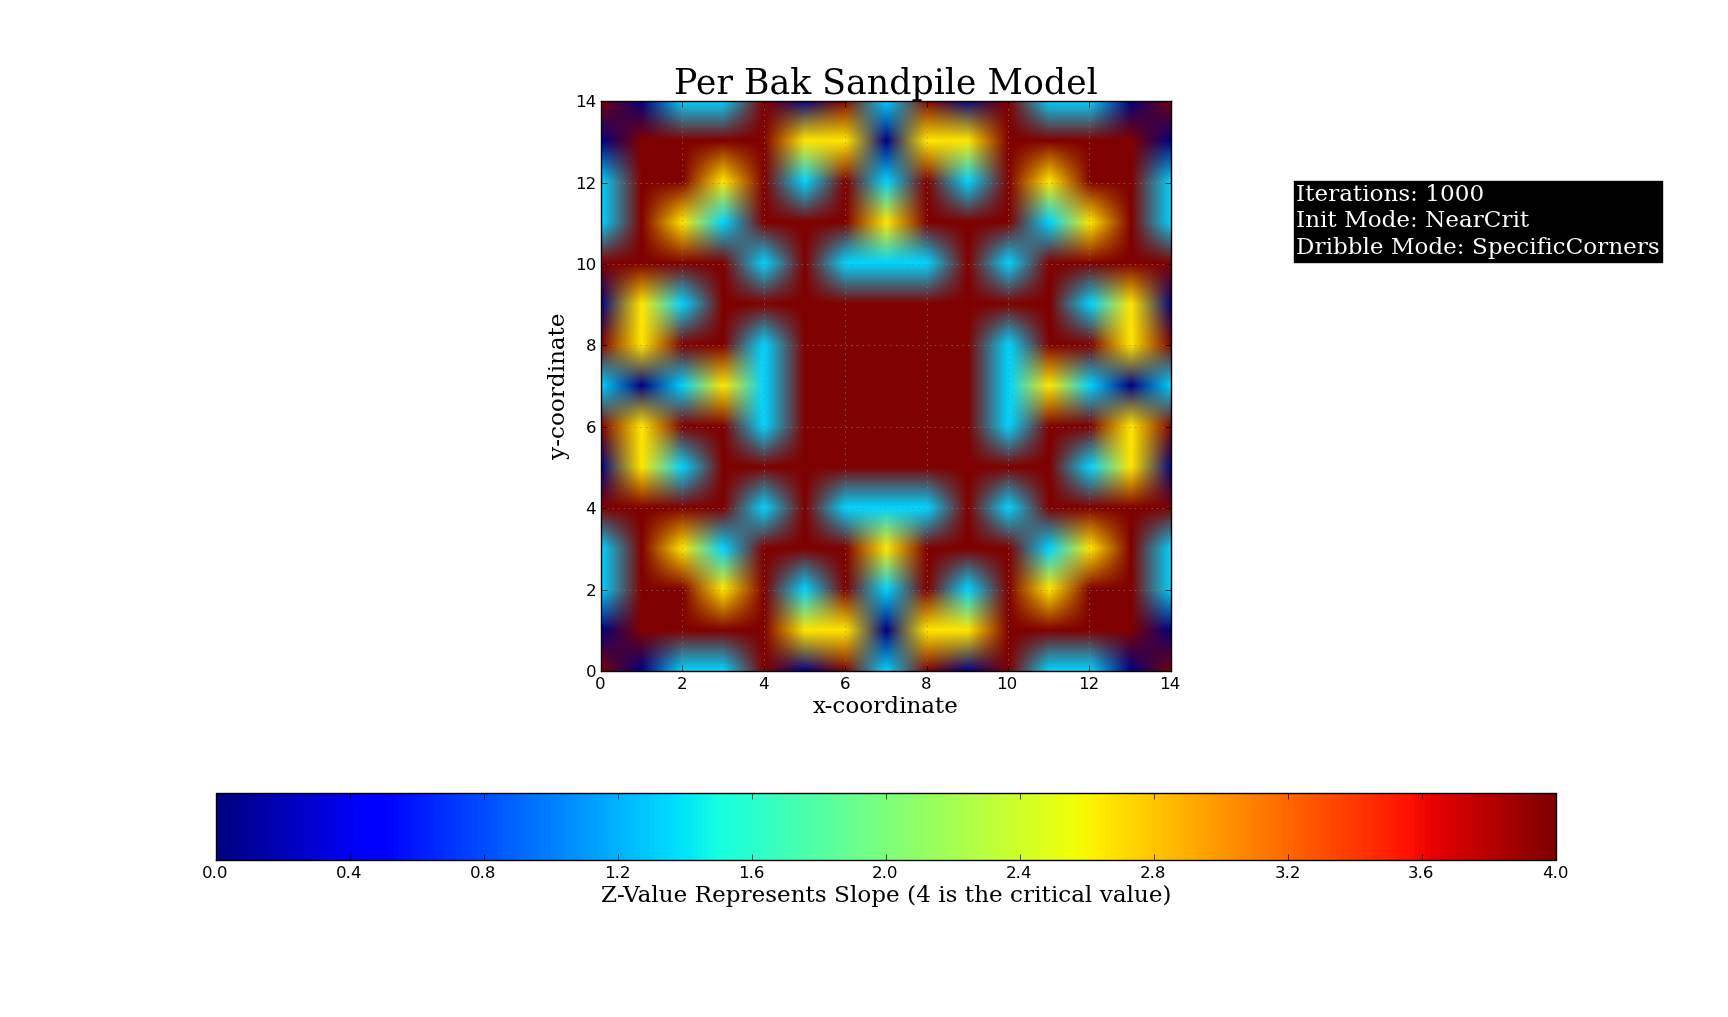 Per Bak Sandpile Model
14
12
10
8
6
4
2
0
y-coordinate
0 2 4 6 8 10 12 14
x-coordinate
Iterations: 1000
Init Mode: NearCrit
Dribble Mode: SpecificCorners
0.0 0.4 0.8 1.2 1.6 2.0 2.4 2.8 3.2 3.6 4.0
Z-Value Represents Slope (4 is the critical value)